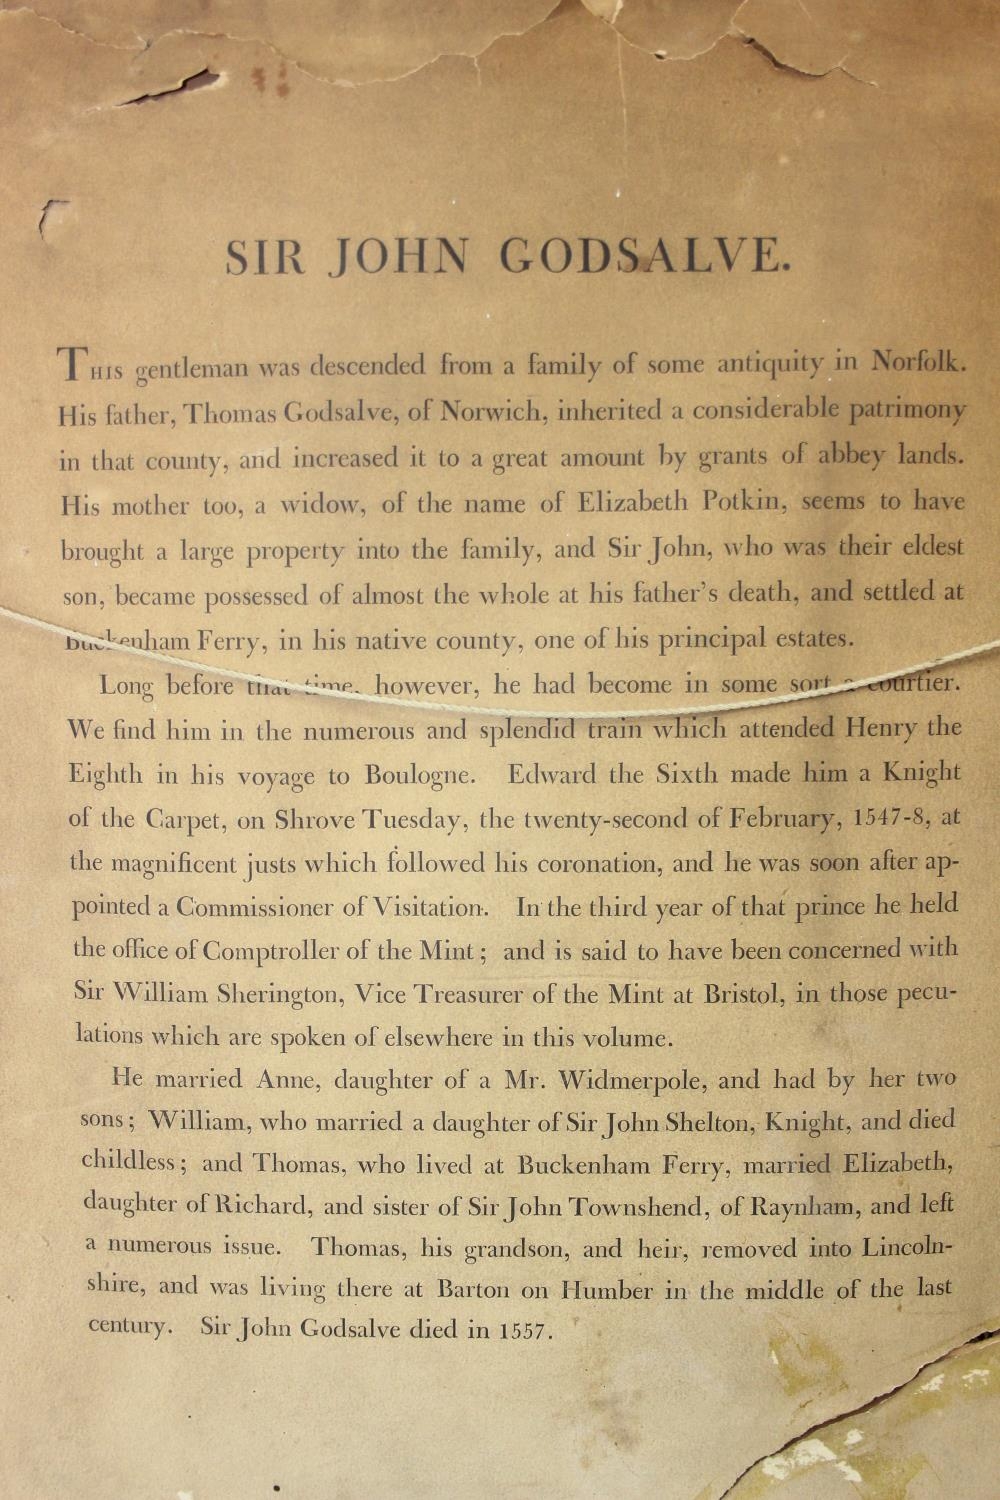 SIR JOHN GODSALVE.
THIS gentleman was descended from a family of some antiquity in Norfolk.
His father, Thomas Godsalve, of Norwich, inherited a considerable patrimony
in that county, and increased it to a great amount by grants of abbey lands.
His mother too, a widow, of the name of Elizabeth Potkin, seems to have
brought a large property into the family, and Sir John, who was their eldest
son, became possessed of almost the whole at his father's death, and settled at
Buckenham Ferry, in his native county, one of his principal estates.
Long before that time, however, he had become in some sort a courtier.
We find him in the numerous and splendid train which attended Henry the
Eighth in his voyage to Boulogne. Edward the Sixth made him a Knight
of the Carpet, on Shrove Tuesday, the twenty-second of February, 1547-8, at
the magnificent justs which followed his coronation, and he was soon after ap-
pointed a Commissioner of Visitation. In the third year of that prince he held
the office of Comptroller of the Mint; and is said to have been concerned with
Sir William Sherington, Vice Treasurer of the Mint at Bristol, in those pecu-
lations which are spoken of elsewhere in this volume.
He married Anne, daughter of a Mr. Widmerpole, and had by her two
sons; William, who married a daughter of Sir John Shelton, Knight, and died
childless; and Thomas, who lived at Buckenham Ferry, married Elizabeth,
daughter of Richard, and sister of Sir John Townshend, of Raynham, and left
a numerous issue. Thomas, his grandson, and heir, removed into Lincoln-
shire, and was living there at Barton on Humber in the middle of the last
century. Sir John Godsalve died in 1557.